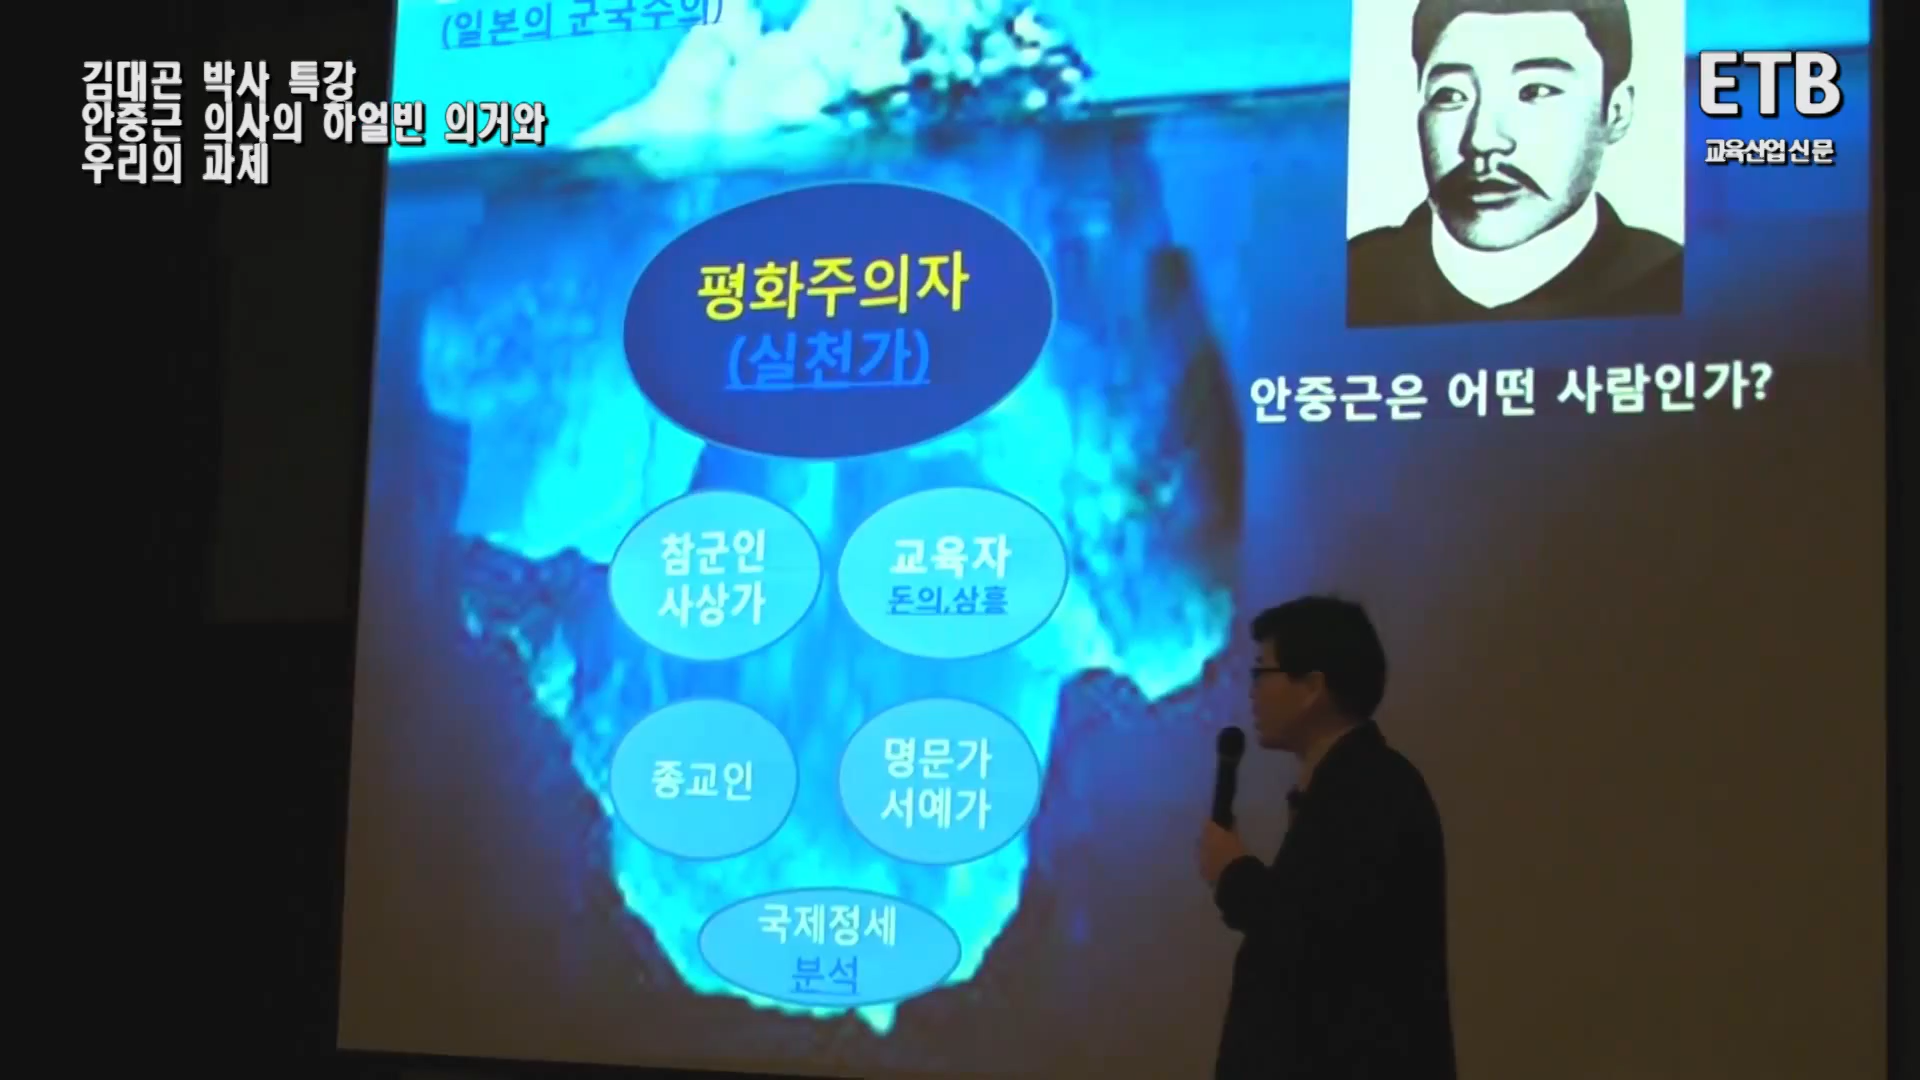 (일본의 군국주의)
김대곤 박사 특강
안중근 의사의 하얼빈 의거와
우리의 과제
ETB
교육산업신문
평화주의자
(실천가)
안중근은 어떤 사람인가?
참군인
사상가
교육자
돈의,삼흥
종교인
명문가
서예가
국제정세
분석